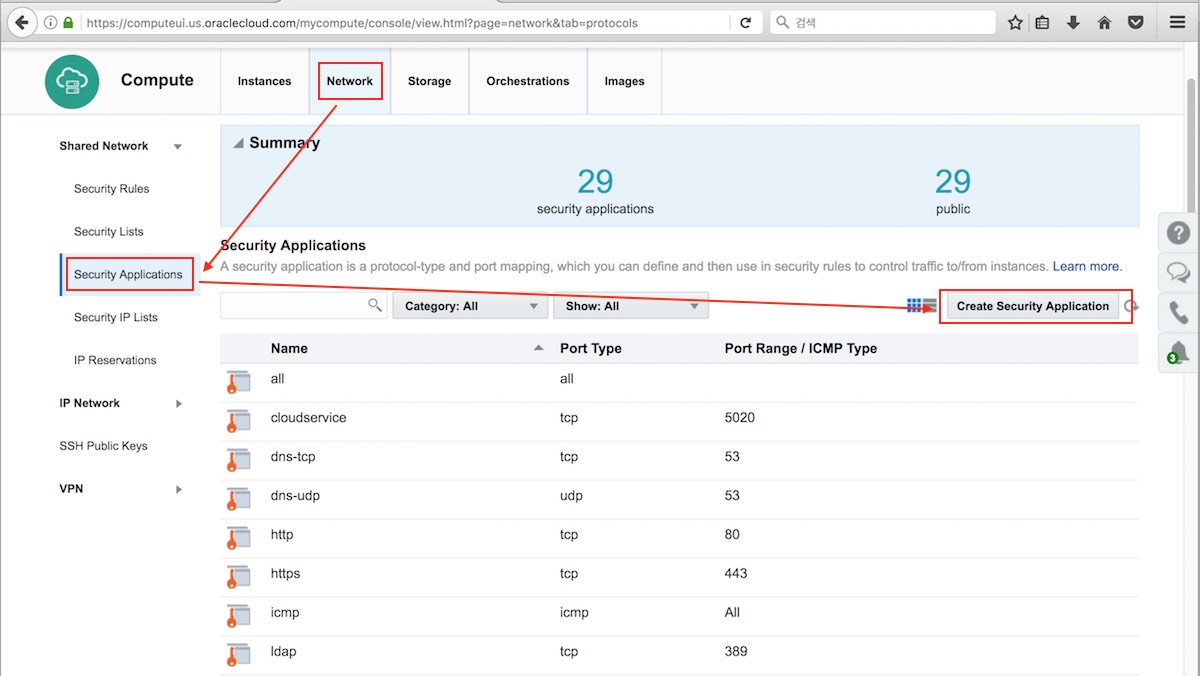 https://computeui.us.oraclecloud.com/mycompute/console/view.html?page=network&tab=protocols
검색
Compute
Instances
Network
Storage
Orchestrations
Images
Shared Network
Security Rules
Security Lists
Security Applications
Security IP Lists
IP Reservations
IP Network
SSH Public Keys
VPN
Summary
29
security applications
29
public
Security Applications
A security application is a protocol-type and port mapping, which you can define and then use in security rules to control traffic to/from instances. Learn more.
Category: All
Show: All
Create Security Application
Name Port Type Port Range / ICMP Type
all all
cloudservice tcp 5020
dns-tcp tcp 53
dns-udp udp 53
http tcp 80
https tcp 443
icmp icmp All
ldap tcp 389
?
3